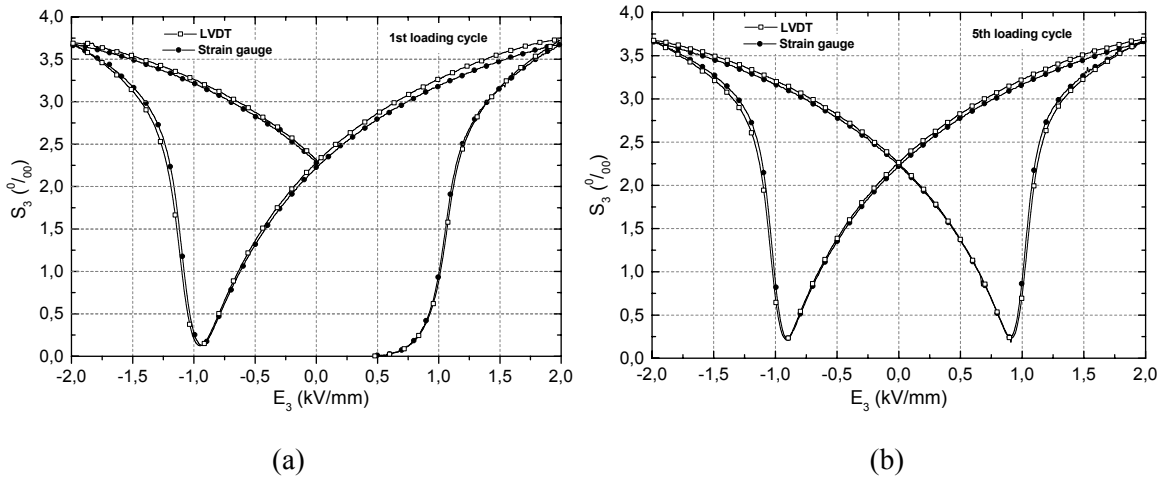 LVDT
Strain gauge
1st loading cycle
4,0
3,5
3,0
2,5
2,0
1,5
1,0
0,5
0,0
S₃ (⁰/₀₀)
-2,0 -1,5 -1,0 -0,5 0,0 0,5 1,0 1,5 2,0
E₃ (kV/mm)
(a)
LVDT
Strain gauge
5th loading cycle
4,0
3,5
3,0
2,5
2,0
1,5
1,0
0,5
0,0
S₃ (⁰/₀₀)
-2,0 -1,5 -1,0 -0,5 0,0 0,5 1,0 1,5 2,0
E₃ (kV/mm)
(b)